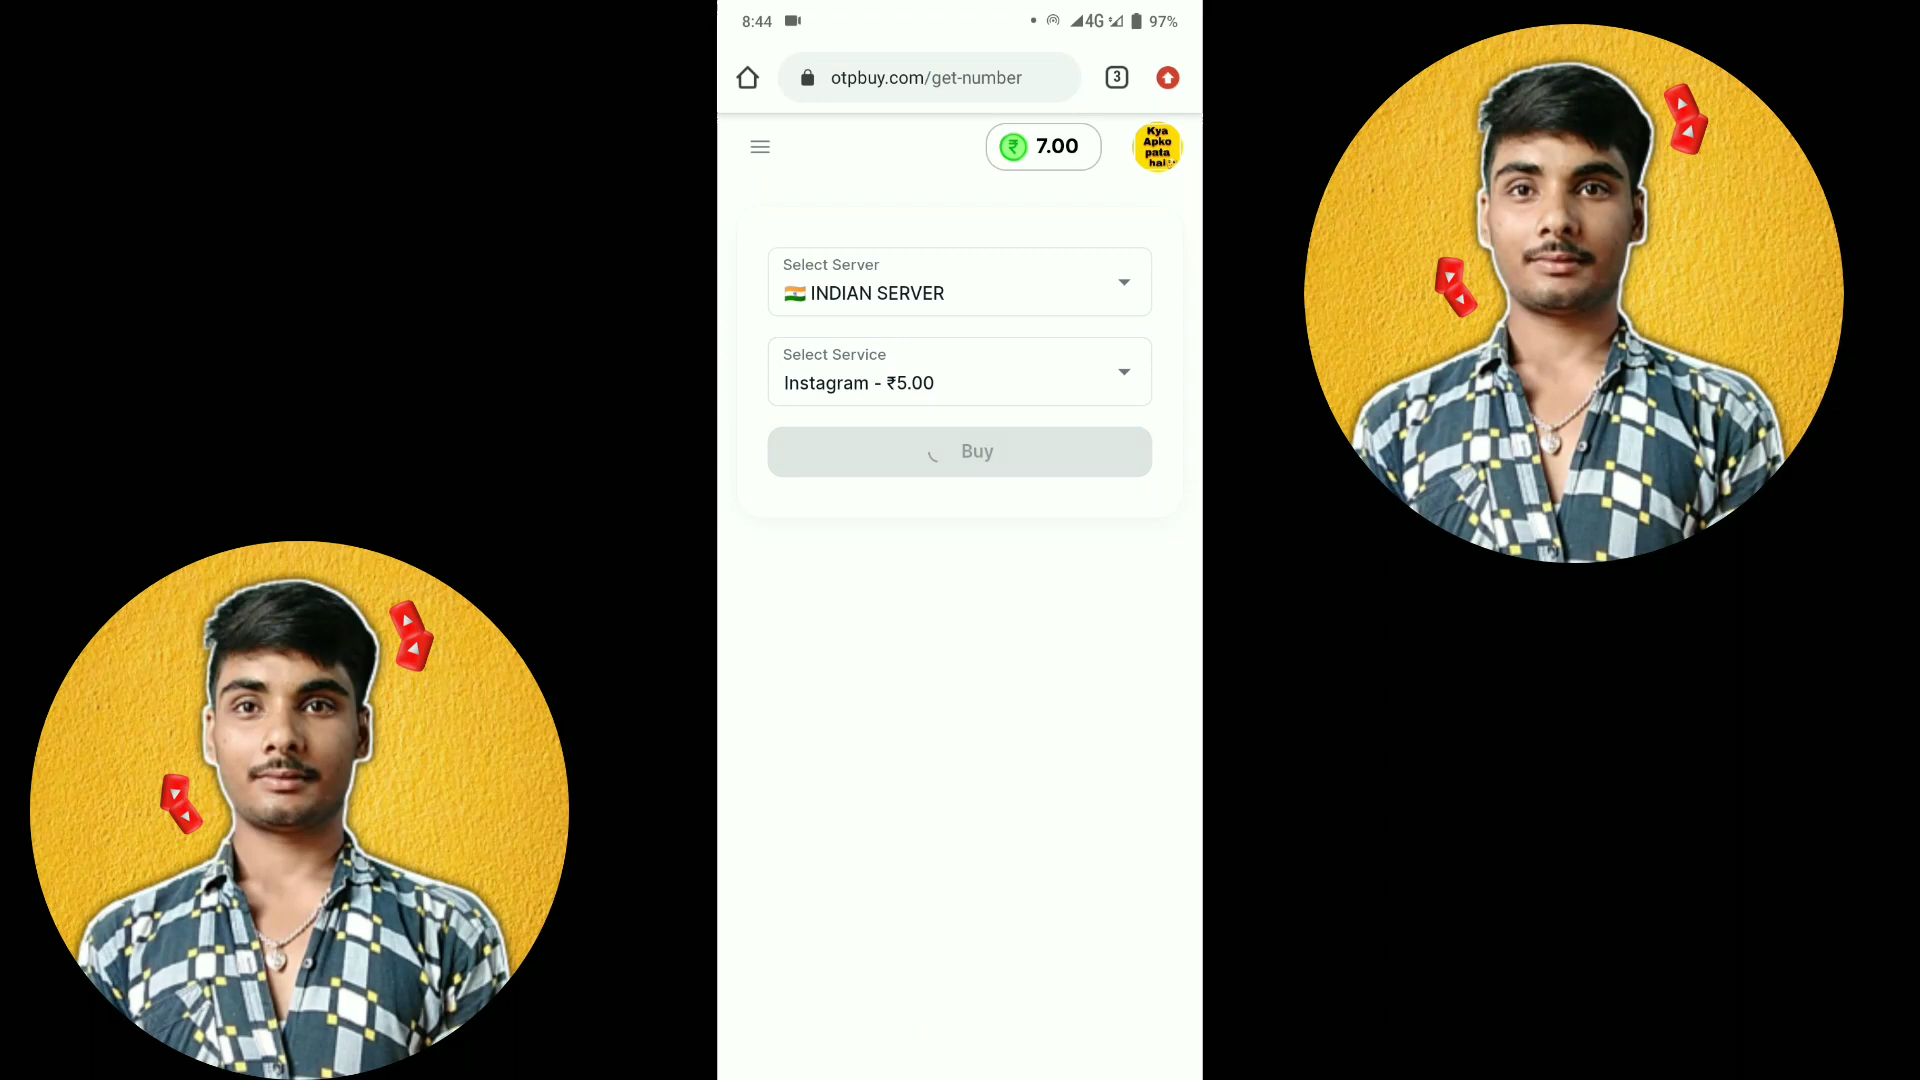 8:44
4G
97%
otpbuy.com/get-number
3
₹ 7.00
Kya
Apko
pata
hai
Select Server
INDIAN SERVER
Select Service
Instagram - ₹5.00
Buy